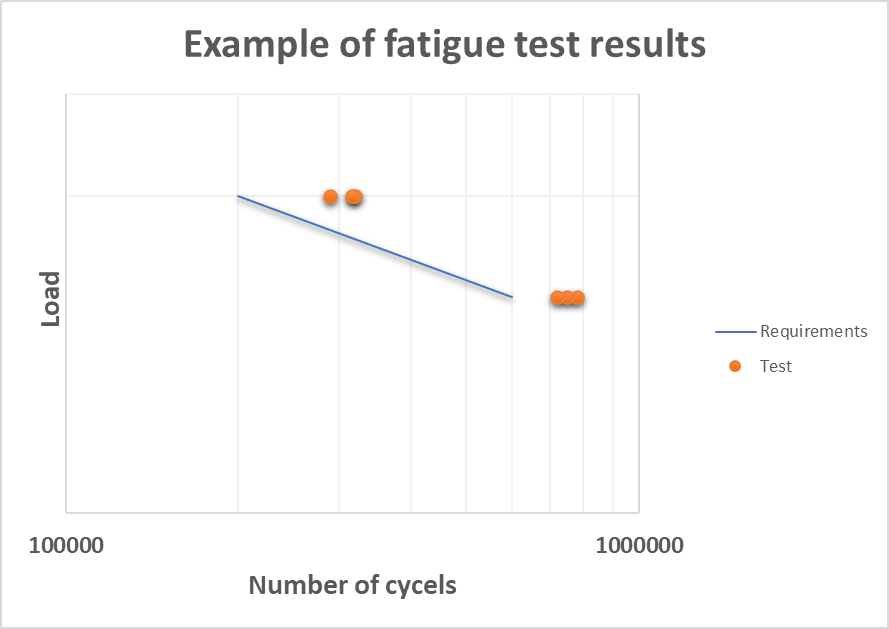 Example of fatigue test results
Load
Requirements
Test
100000
1000000
Number of cycels